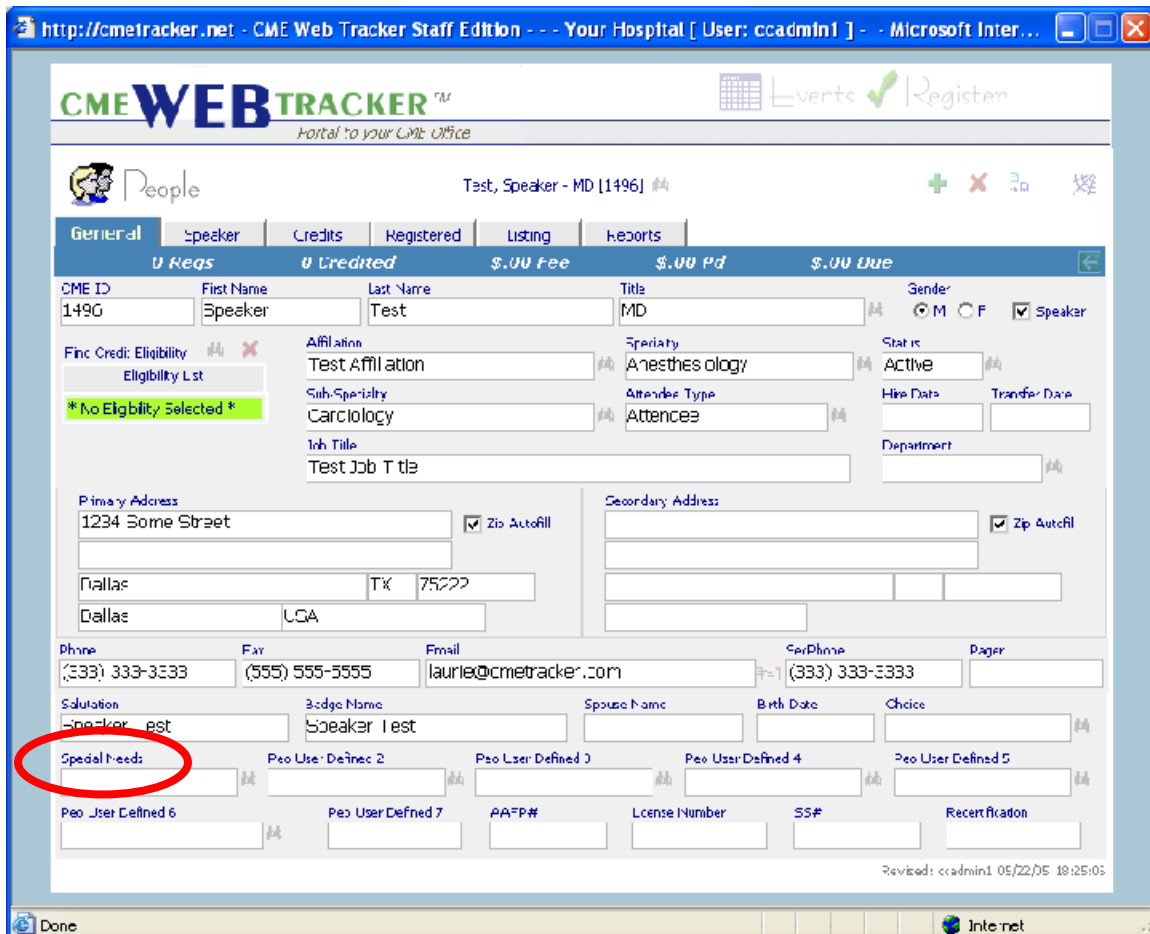 http://cmetracker.net - CME Web Tracker Staff Edition - - - Your Hospital [ User: ccadmin1 ] - - Microsoft Inter...
CME WEB TRACKER TM
Portal to your CME Office
Events Register
People
Test, Speaker - MD [1496]
General Speaker Credits Registered Listing Reports
0 Regs 0 Credited $.00 Fee $.00 Pd $.00 Due
CME ID First Name Last Name Title Gender
1496 Speaker Test MD M F Speaker
Find Credit Eligibility Affiliation Specialty Status
Eligibility List Test Affiliation Anesthesiology Active
* No Eligibility Selected * Sub-Specialty Attendee Type Hire Date Transfer Date
Cardiology Attendee
Job Title Department
Test Job Title
Primary Address Secondary Address
1234 Some Street Zip Autofill Zip Autofill
Dallas TX 75222
Dallas USA
Phone Fax Email SecPhone Pager
(333) 333-3333 (555) 555-5555 laurie@cmetracker.com (333) 333-3333
Salutation Badge Name Spouse Name Birth Date Choice
Speaker Test Speaker Test
Special Needs Peo User Defined 2 Peo User Defined 3 Peo User Defined 4 Peo User Defined 5
Peo User Defined 6 Peo User Defined 7 AAFP# License Number SS# Recertification
Revised: ccadmin1
Done Internet